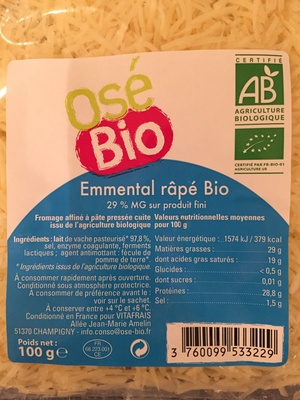 CERTIFIÉ
AB
AGRICULTURE
BIOLOGIQUE
CERTIFIÉ PAR FR-BIO-01
AGRICULTURE UE
Osé
Bio
Emmental râpé Bio
29 % MG sur produit fini
Fromage affiné à pâte pressée cuite
issu de l'agriculture biologique
Ingrédients : lait de vache pasteurisé* 97,8 %,
sel, enzyme coagulante, ferments
lactiques ; agent antimottant : fécule de
pomme de terre*.
* Ingrédients issus de l'agriculture biologique.
A consommer rapidement après ouverture.
Conditionné sous atmosphère protectrice.
A consommer de préférence avant le :
voir sur le sachet.
A conserver entre +4 °C et +6 °C
Conditionné en France pour VITAFRAIS
Allée Jean-Marie Amelin
51370 CHAMPIGNY - info.conso@ose-bio.fr
Poids net :
100 g e
FR
CE
Valeurs nutritionnelles moyennes
pour 100 g
Valeur énergétique : 1574 kJ / 379 kcal
Matières grasses : 29 g
dont acides gras saturés : 19 g
Glucides : < 0,5 g
dont sucres : 0,01 g
Protéines : 28,8 g
Sel : 1,5 g
3 760099 533229